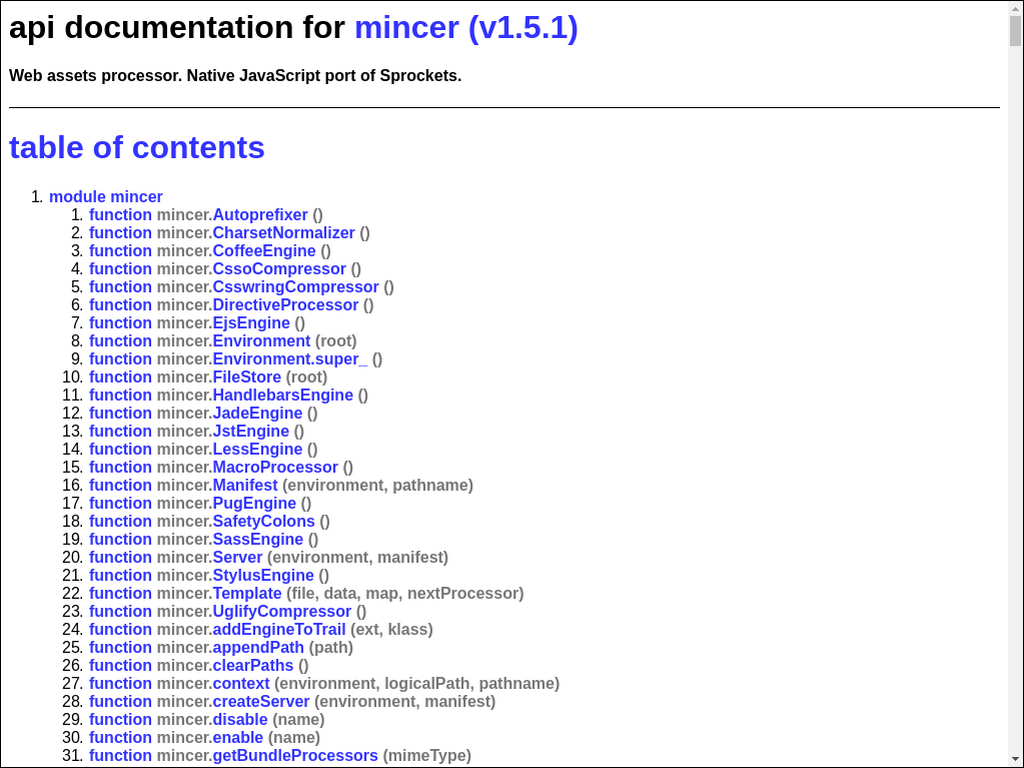 api documentation for mincer (v1.5.1)
Web assets processor. Native JavaScript port of Sprockets.
table of contents
1. module mincer
1. function mincer.Autoprefixer ()
2. function mincer.CharsetNormalizer ()
3. function mincer.CoffeeEngine ()
4. function mincer.CssoCompressor ()
5. function mincer.CsswringCompressor ()
6. function mincer.DirectiveProcessor ()
7. function mincer.EjsEngine ()
8. function mincer.Environment (root)
9. function mincer.Environment.super_ ()
10. function mincer.FileStore (root)
11. function mincer.HandlebarsEngine ()
12. function mincer.JadeEngine ()
13. function mincer.JstEngine ()
14. function mincer.LessEngine ()
15. function mincer.MacroProcessor ()
16. function mincer.Manifest (environment, pathname)
17. function mincer.PugEngine ()
18. function mincer.SafetyColons ()
19. function mincer.SassEngine ()
20. function mincer.Server (environment, manifest)
21. function mincer.StylusEngine ()
22. function mincer.Template (file, data, map, nextProcessor)
23. function mincer.UglifyCompressor ()
24. function mincer.addEngineToTrail (ext, klass)
25. function mincer.appendPath (path)
26. function mincer.clearPaths ()
27. function mincer.context (environment, logicalPath, pathname)
28. function mincer.createServer (environment, manifest)
29. function mincer.disable (name)
30. function mincer.enable (name)
31. function mincer.getBundleProcessors (mimeType)